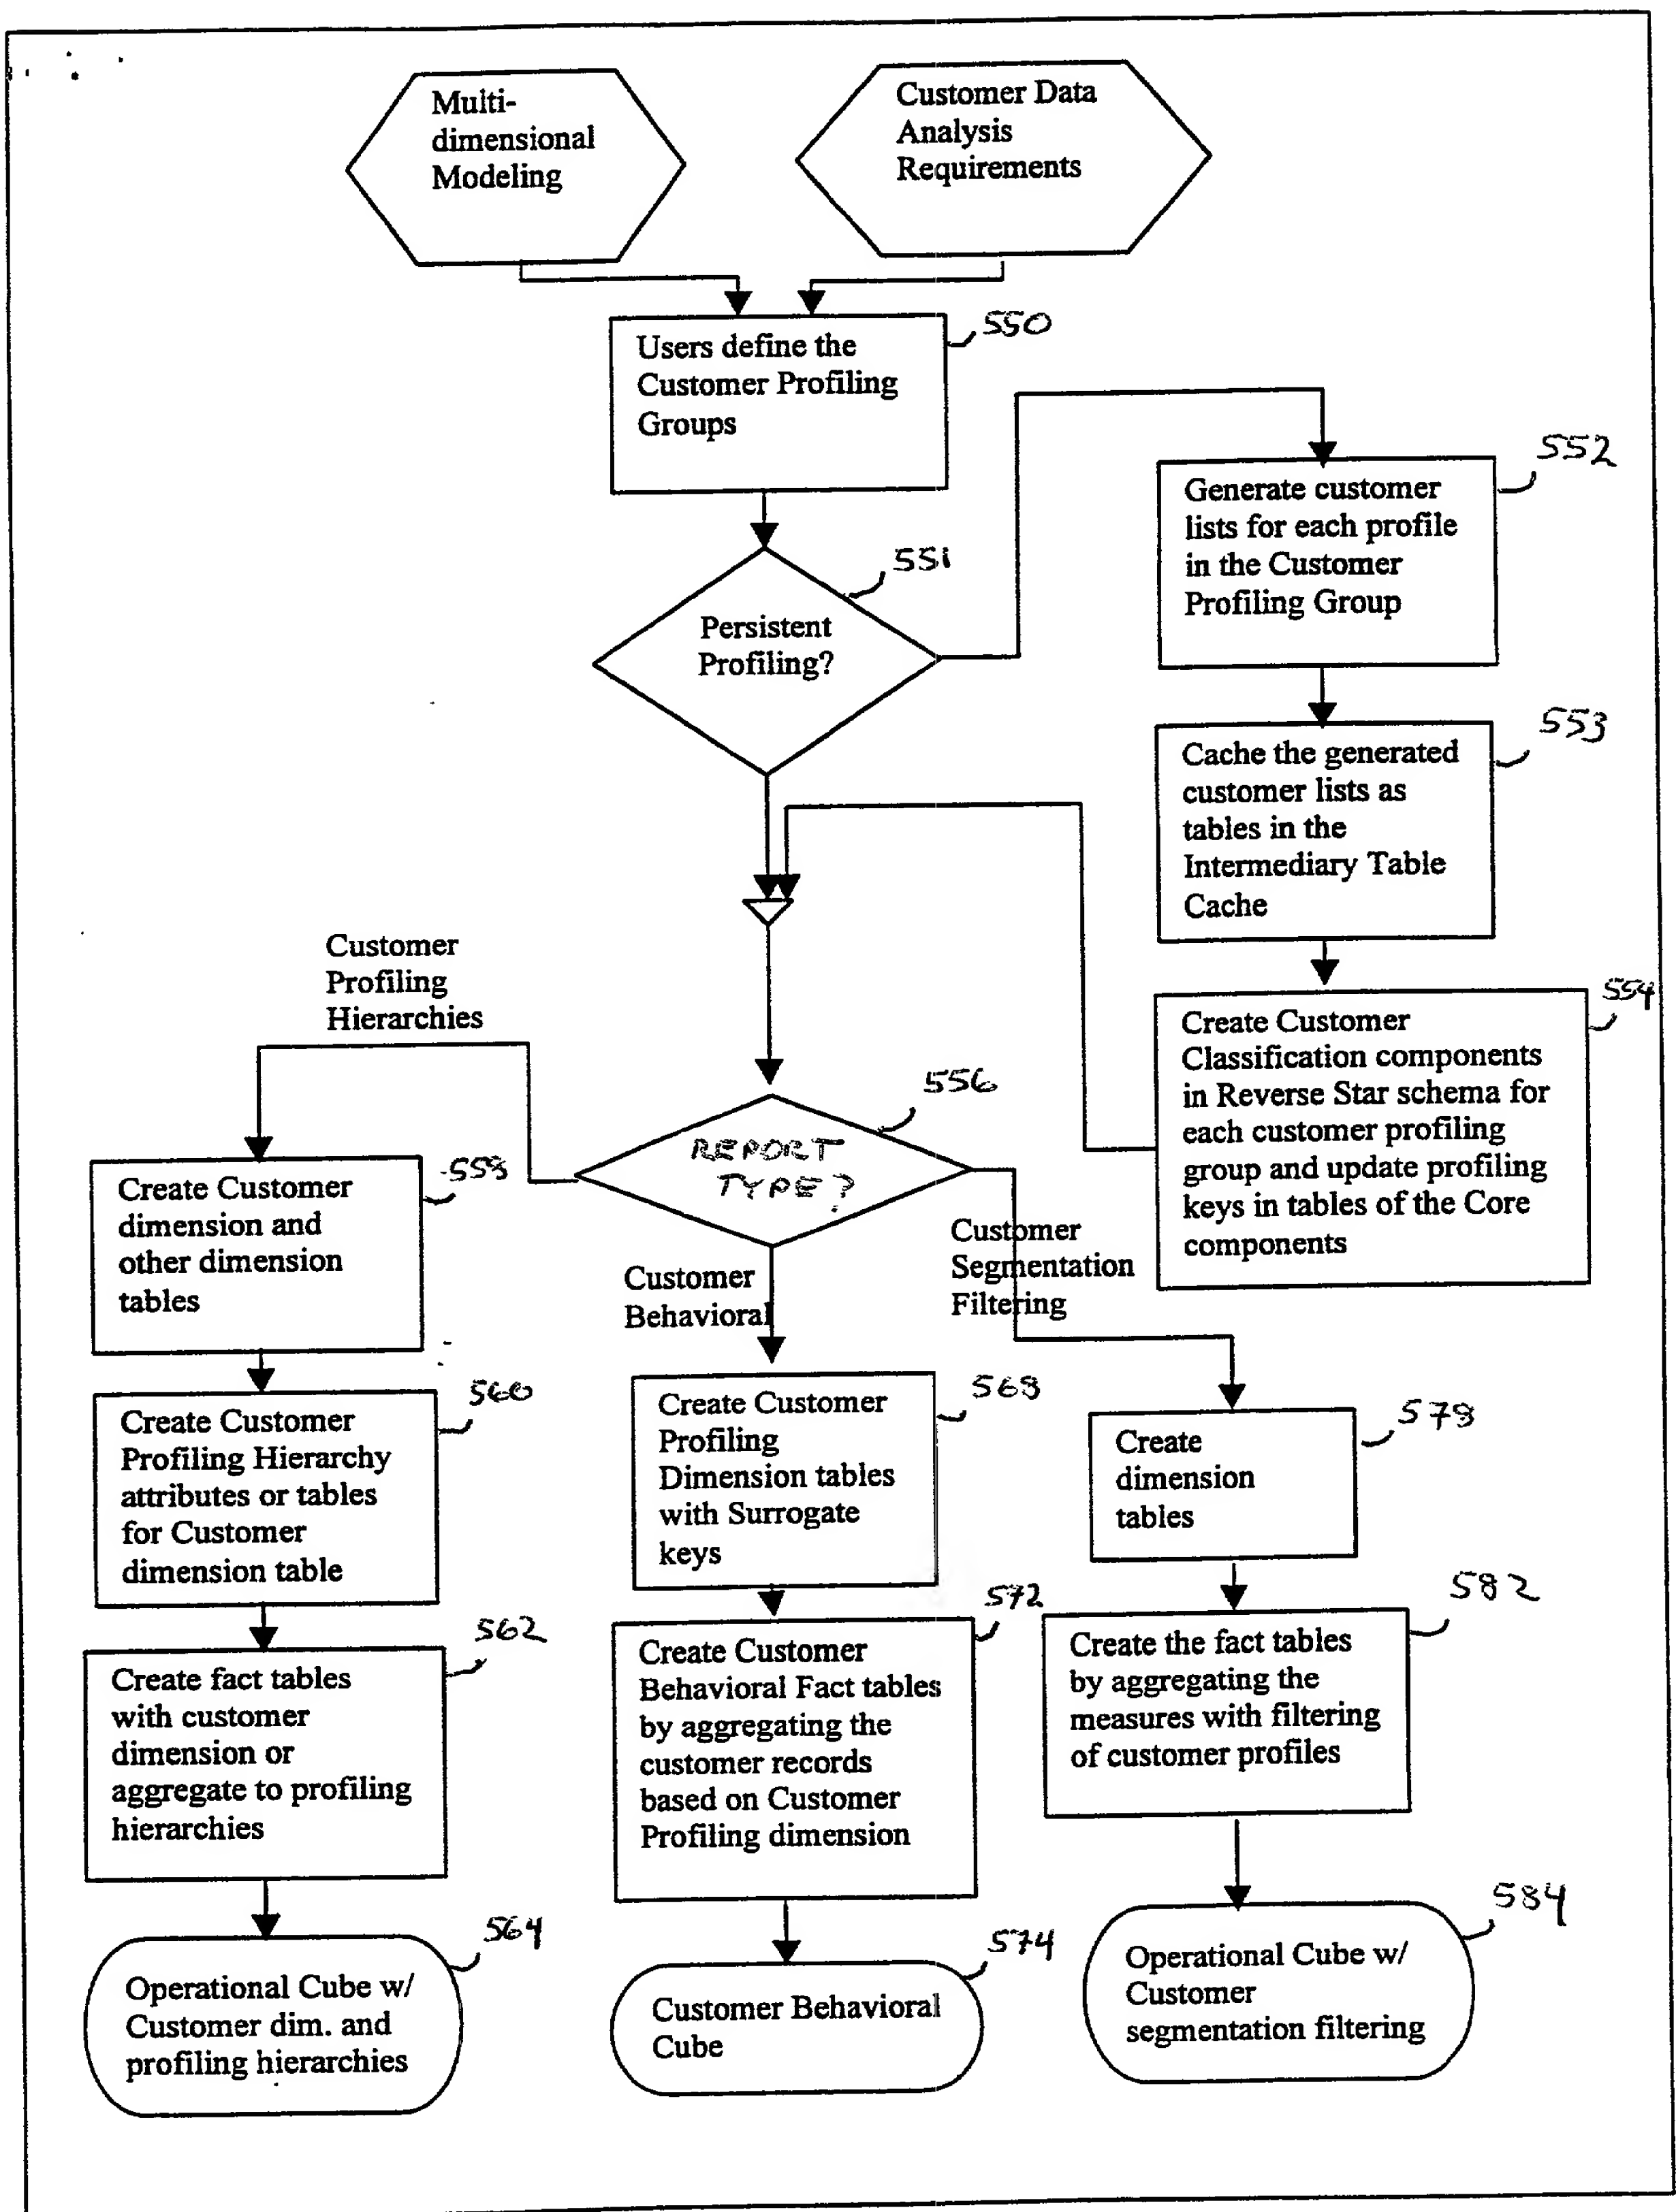 Multi-
dimensional
Modeling
Customer Data
Analysis
Requirements
550
Users define the
Customer Profiling
Groups
551
Persistent
Profiling?
552
Generate customer
lists for each profile
in the Customer
Profiling Group
553
Cache the generated
customer lists as
tables in the
Intermediary Table
Cache
554
Create Customer
Classification components
in Reverse Star schema for
each customer profiling
group and update profiling
keys in tables of the Core
components
Customer
Profiling
Hierarchies
556
REPORT
TYPE?
Customer
Behavioral
Customer
Segmentation
Filtering
558
Create Customer
dimension and
other dimension
tables
560
Create Customer
Profiling Hierarchy
attributes or tables
for Customer
dimension table
562
Create fact tables
with customer
dimension or
aggregate to profiling
hierarchies
564
Operational Cube w/
Customer dim. and
profiling hierarchies
568
Create Customer
Profiling
Dimension tables
with Surrogate
keys
572
Create Customer
Behavioral Fact tables
by aggregating the
customer records
based on Customer
Profiling dimension
574
Customer Behavioral
Cube
578
Create
dimension
tables
582
Create the fact tables
by aggregating the
measures with filtering
of customer profiles
584
Operational Cube w/
Customer
segmentation filtering